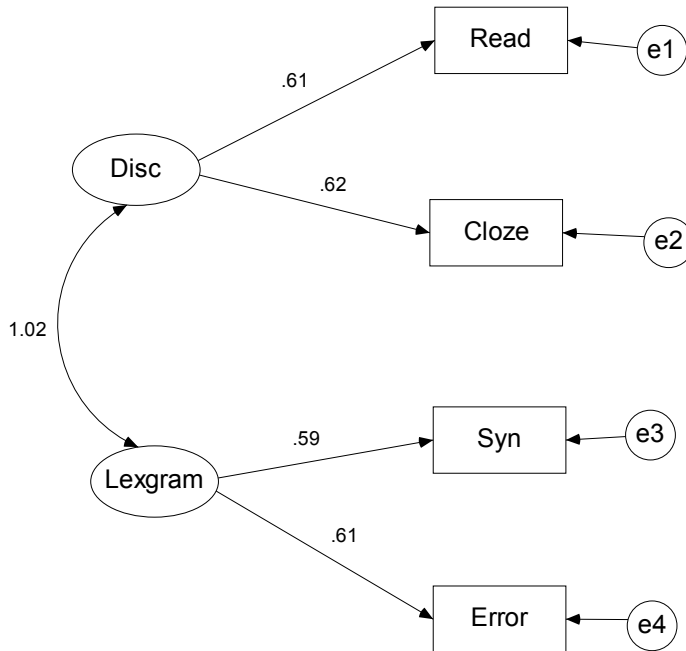 Read
e1
.61
Disc
.62
Cloze
e2
1.02
.59
Syn
e3
Lexgram
.61
Error
e4